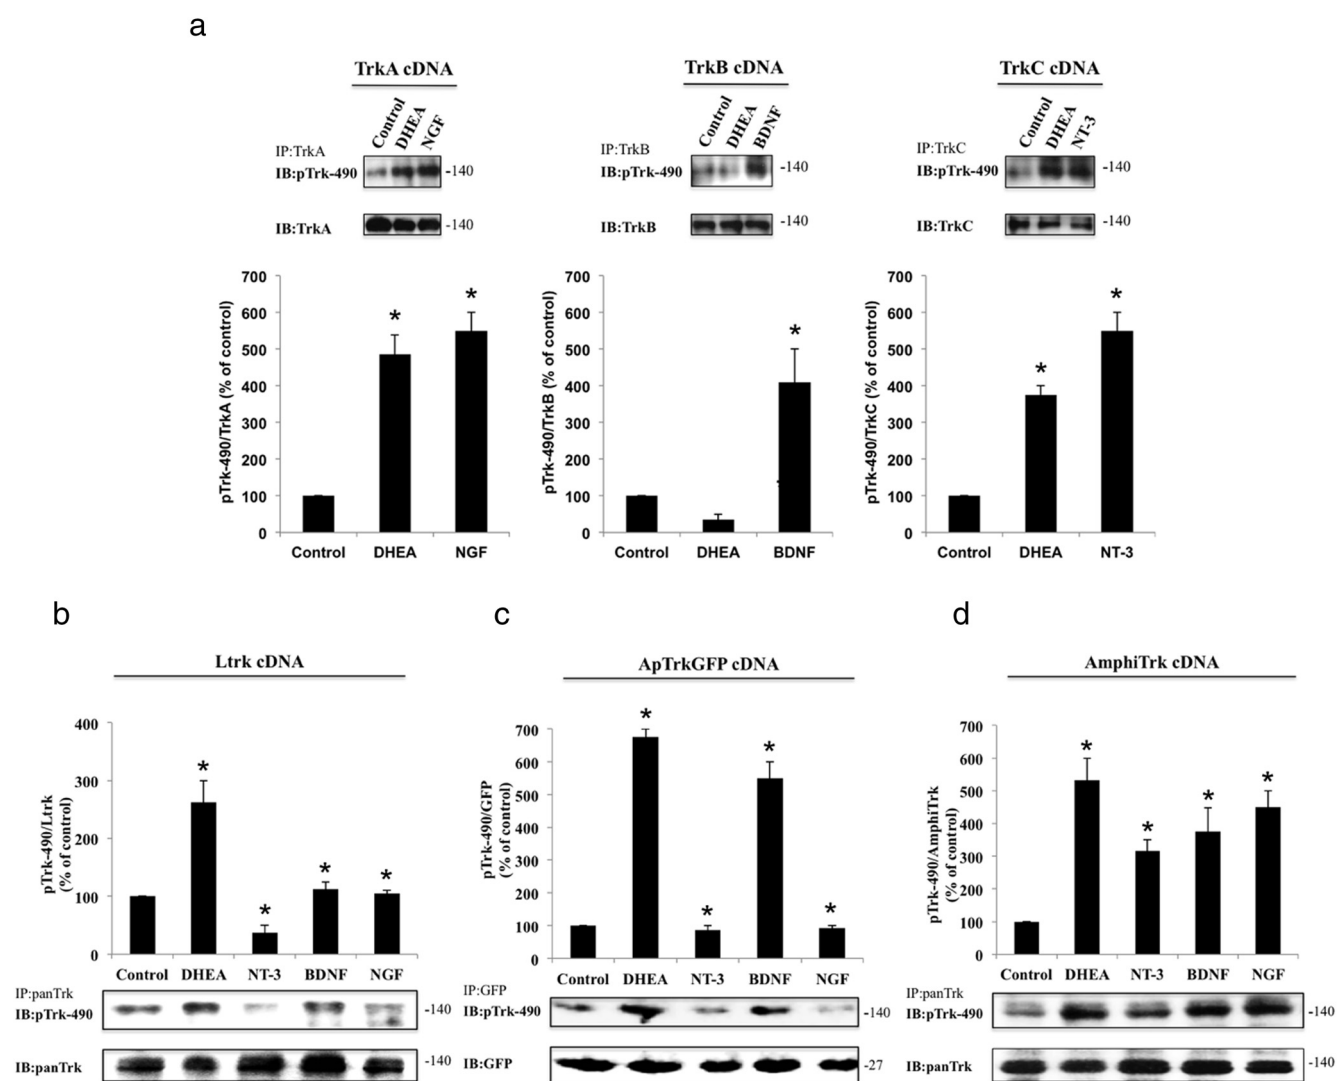 a
TrkA cDNA
Control DHEA NGF
IP:TrkA
IB:pTrk-490 -140
IB:TrkA -140
pTrk-490/TrkA (% of control)
700
600
500
400
300
200
100
0
Control DHEA NGF
* *
TrkB cDNA
Control DHEA BDNF
IP:TrkB
IB:pTrk-490 -140
IB:TrkB -140
pTrk-490/TrkB (% of control)
700
600
500
400
300
200
100
0
Control DHEA BDNF
*
TrkC cDNA
Control DHEA NT-3
IP:TrkC
IB:pTrk-490 -140
IB:TrkC -140
pTrk-490/TrkC (% of control)
700
600
500
400
300
200
100
0
Control DHEA NT-3
* *
b
Ltrk cDNA
pTrk-490/Ltrk
(% of control)
400
300
200
100
0
* * * *
Control DHEA NT-3 BDNF NGF
IP:panTrk
IB:pTrk-490 -140
IB:panTrk -140
c
ApTrkGFP cDNA
pTrk-490/GFP
(% of control)
700
600
500
400
300
200
100
0
* * * *
Control DHEA NT-3 BDNF NGF
IP:GFP
IB:pTrk-490 -140
IB:GFP -27
d
AmphiTrk cDNA
pTrk-490/AmphiTrk
(% of control)
700
600
500
400
300
200
100
0
* * * *
Control DHEA NT-3 BDNF NGF
IP:panTrk
IB:pTrk-490 -140
IB:panTrk -140